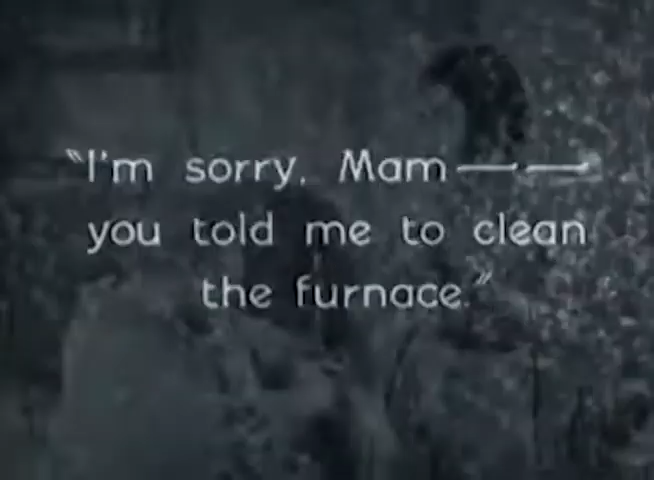 "I'm sorry, Mam — —
you told me to clean
the furnace."